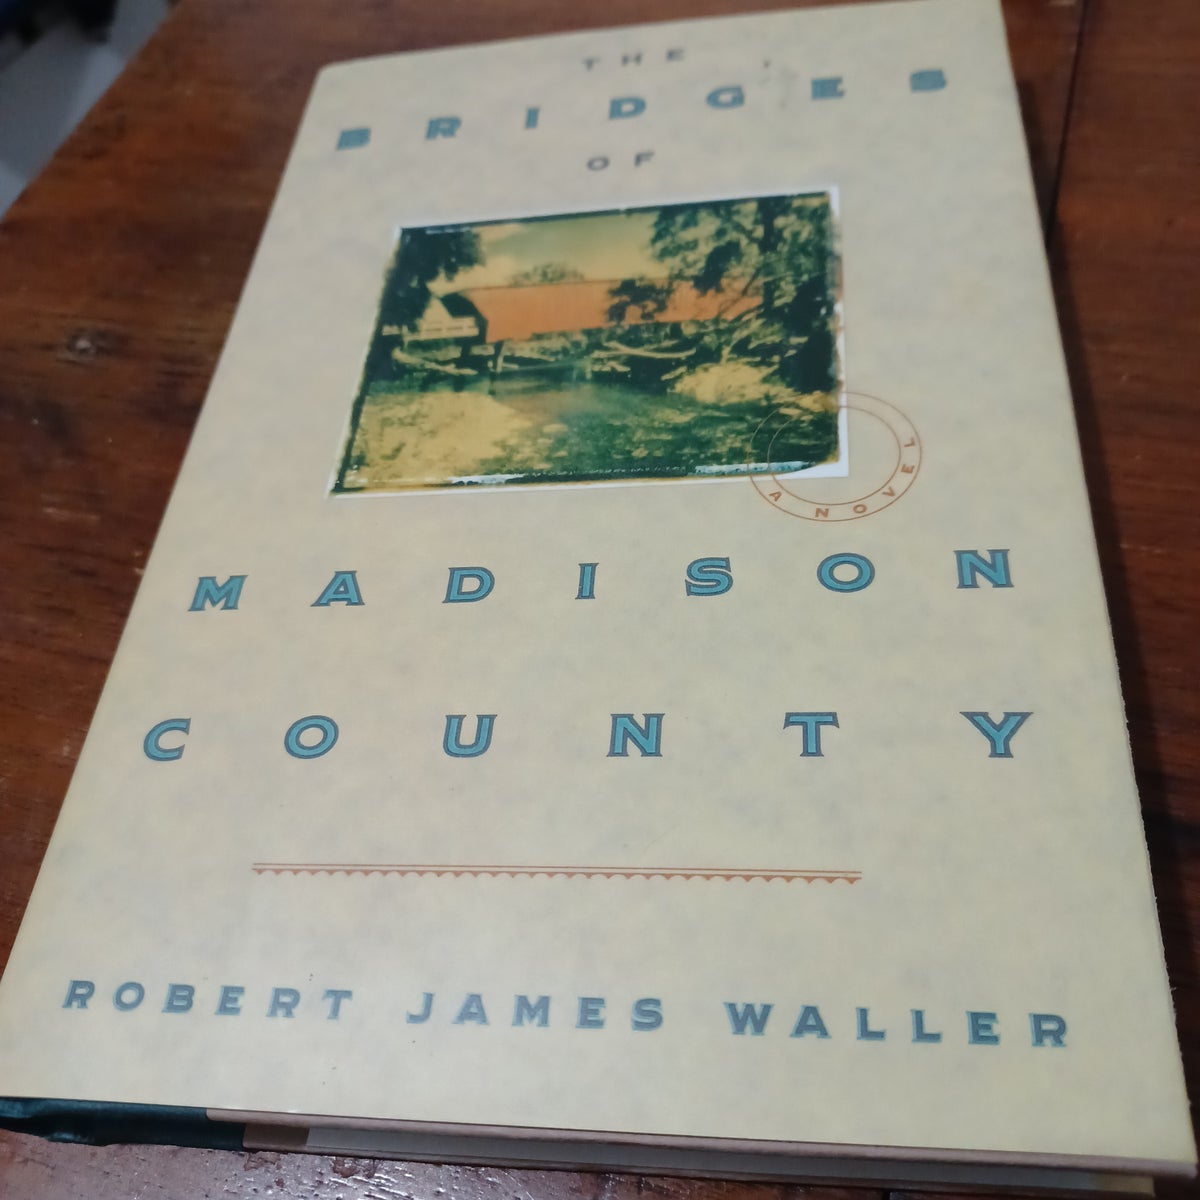 THE
BRIDGES
OF
A NOVEL
MADISON
COUNTY
ROBERT JAMES WALLER